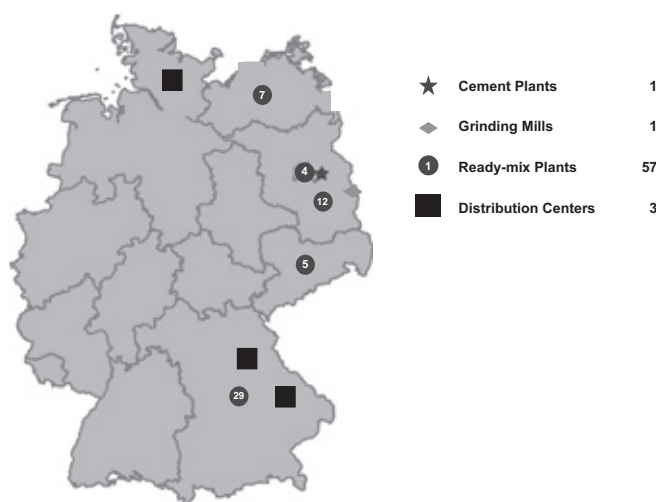 7
Cement Plants 1
Grinding Mills 1
4
1 Ready-mix Plants 57
12
Distribution Centers 3
5
29